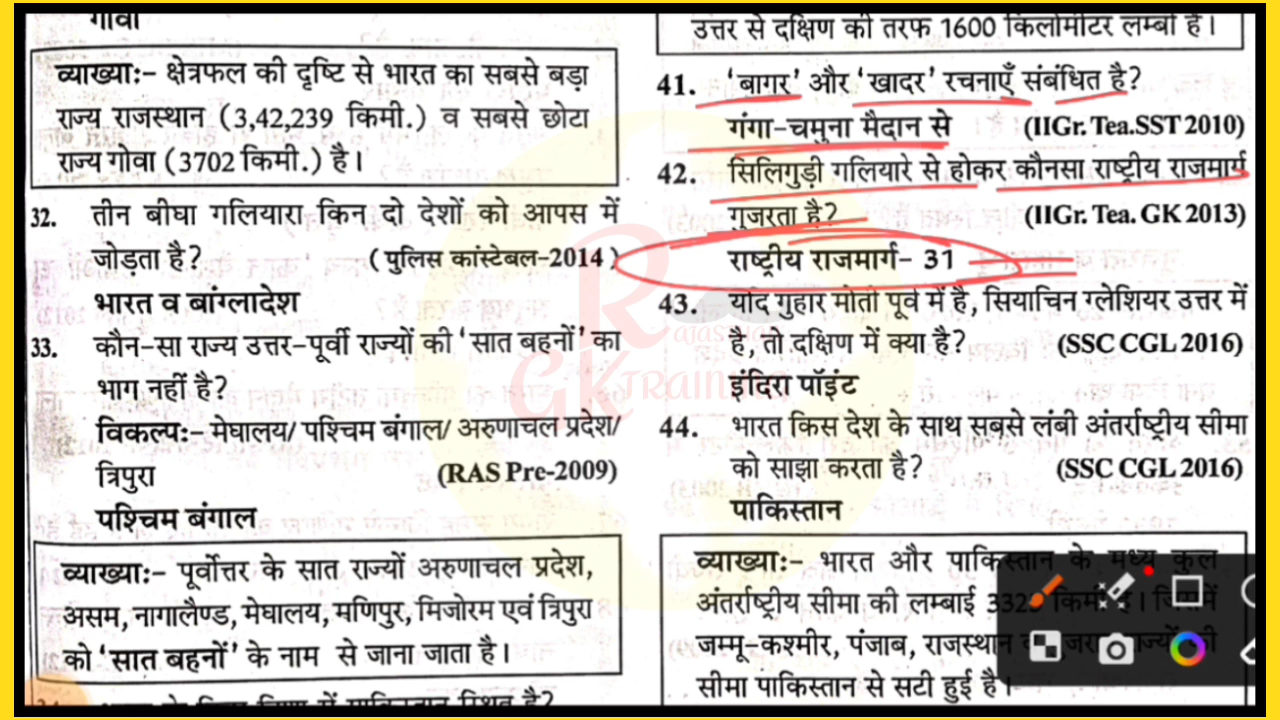 गोवा
व्याख्या:- क्षेत्रफल की दृष्टि से भारत का सबसे बड़ा
राज्य राजस्थान (3,42,239 किमी.) व सबसे छोटा
राज्य गोवा (3702 किमी.) है।
32. तीन बीघा गलियारा किन दो देशों को आपस में
जोड़ता है? ( पुलिस कांस्टेबल-2014 )
भारत व बांग्लादेश
33. कौन-सा राज्य उत्तर-पूर्वी राज्यों की 'सात बहनों' का
भाग नहीं है?
विकल्प:- मेघालय/ पश्चिम बंगाल/ अरुणाचल प्रदेश/
त्रिपुरा (RAS Pre-2009)
पश्चिम बंगाल
व्याख्या:- पूर्वोत्तर के सात राज्यों अरुणाचल प्रदेश,
असम, नागालैण्ड, मेघालय, मणिपुर, मिजोरम एवं त्रिपुरा
को 'सात बहनों' के नाम से जाना जाता है।
उत्तर से दक्षिण की तरफ 1600 किलोमीटर लम्बी है।
41. 'बागर' और 'खादर' रचनाएँ संबंधित है?
गंगा-चमुना मैदान से (IIGr. Tea.SST 2010)
42. सिलिगुड़ी गलियारे से होकर कौनसा राष्ट्रीय राजमार्ग
गुजरता है? (IIGr. Tea. GK 2013)
राष्ट्रीय राजमार्ग- 31
43. यदि गुहार मोती पूर्व में है, सियाचिन ग्लेशियर उत्तर में
है, तो दक्षिण में क्या है? (SSC CGL 2016)
इंदिरा पॉइंट
44. भारत किस देश के साथ सबसे लंबी अंतर्राष्ट्रीय सीमा
को साझा करता है? (SSC CGL 2016)
पाकिस्तान
व्याख्या:- भारत और पाकिस्तान के मध्य कुल
अंतर्राष्ट्रीय सीमा की लम्बाई
जम्मू-कश्मीर, पंजाब, राजस्थान
सीमा पाकिस्तान से सटी हुई है।
RAJASTHAN
GK TRAINING